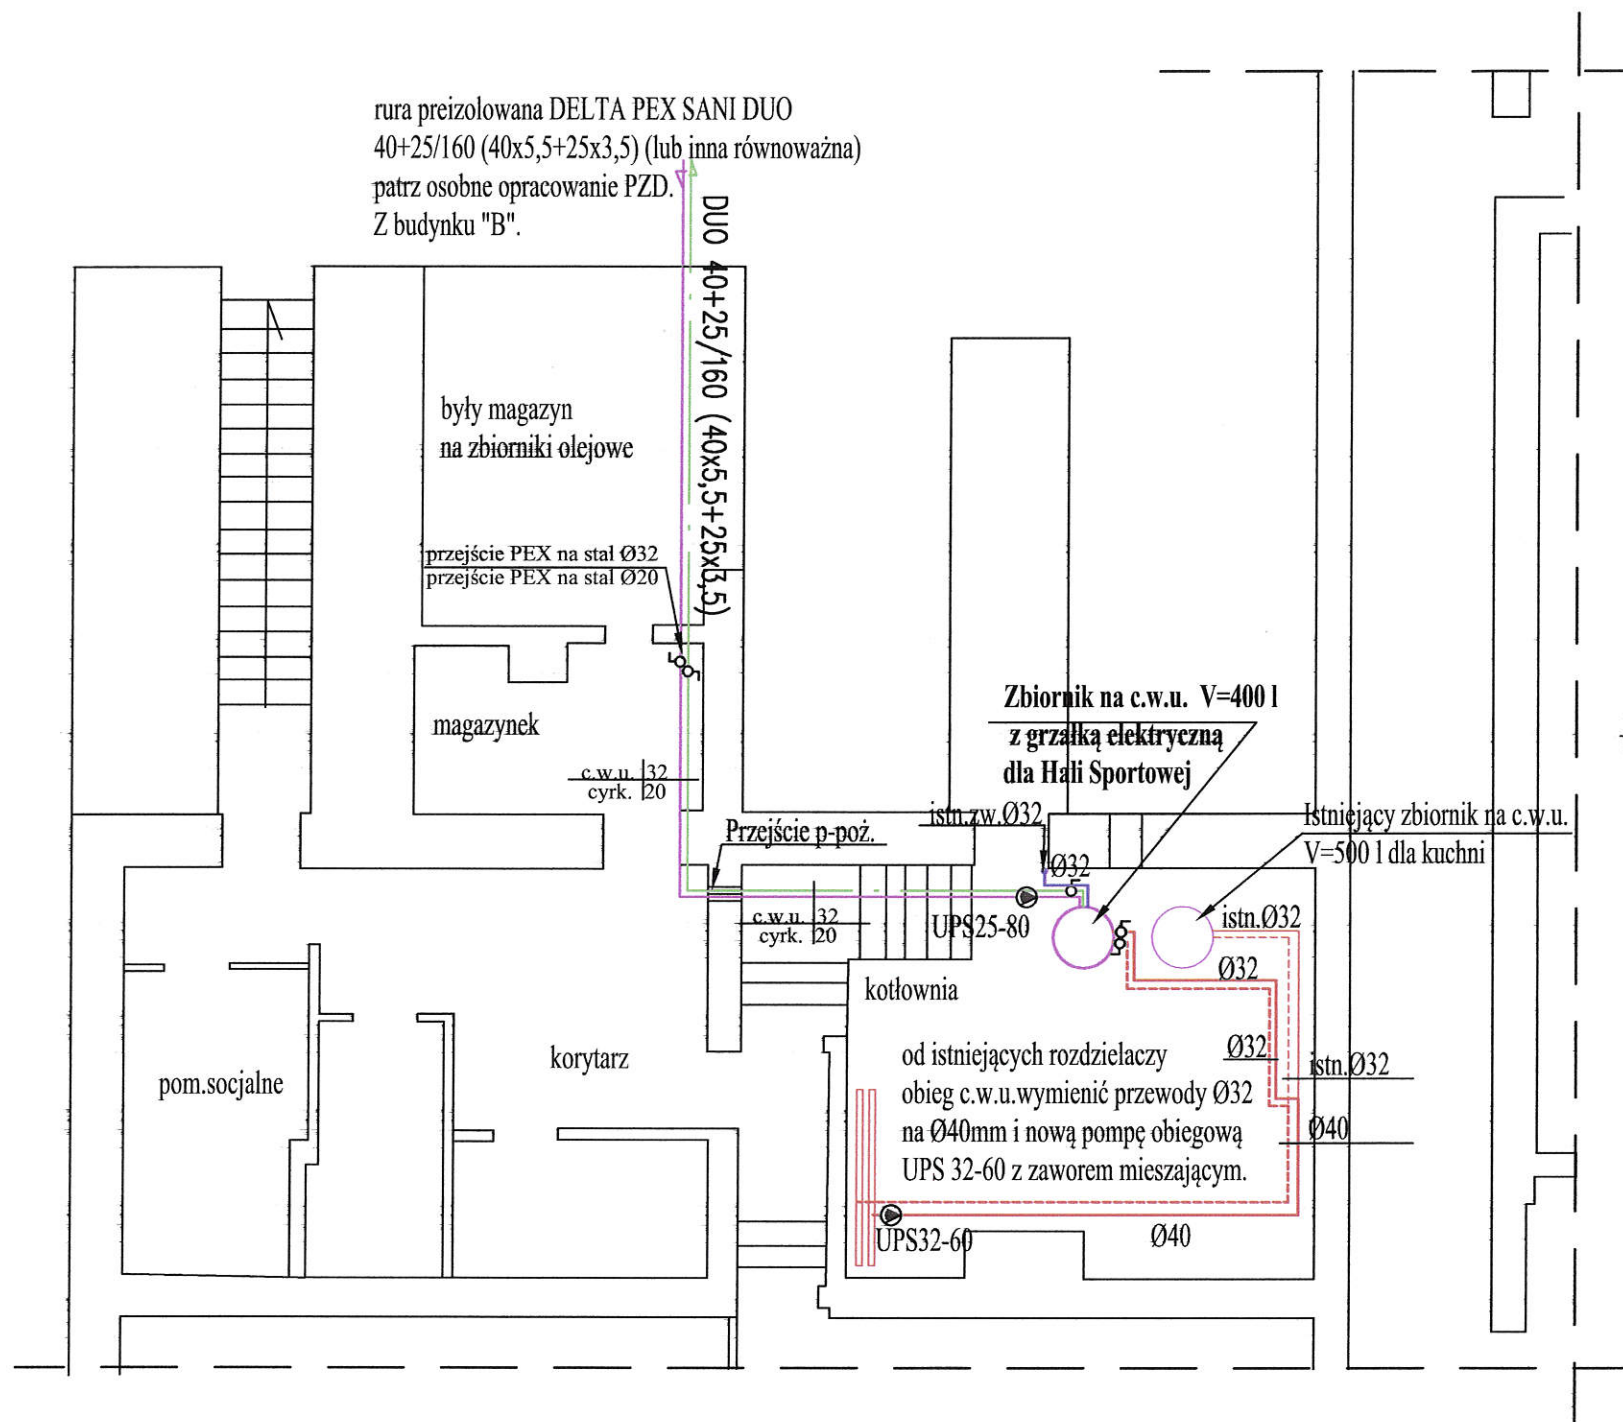 rura preizolowana DELTA PEX SANI DUO
40+25/160 (40x5,5+25x3,5) (lub inna równoważna)
patrz osobne opracowanie PZD.
Z budynku "B".
DUO 40+25/160 (40x5,5+25x3,5)
były magazyn
na zbiorniki olejowe
przejście PEX na stal Ø32
przejście PEX na stal Ø20
magazynek
c.w.u. 32
cyrk. 20
Zbiornik na c.w.u. V=400 l
z grzałką elektryczną
dla Hali Sportowej
istn.zw.Ø32
Istniejący zbiornik na c.w.u.
V=500 l dla kuchni
Przejście p-poż.
Ø32
c.w.u. 32
cyrk. 20
UPS25-80
istn.Ø32
Ø32
kotłownia
korytarz
pom.socjalne
od istniejących rozdzielaczy
obieg c.w.u.wymienić przewody Ø32
na Ø40mm i nową pompę obiegową
UPS 32-60 z zaworem mieszającym.
Ø32
istn.Ø32
Ø40
UPS32-60
Ø40